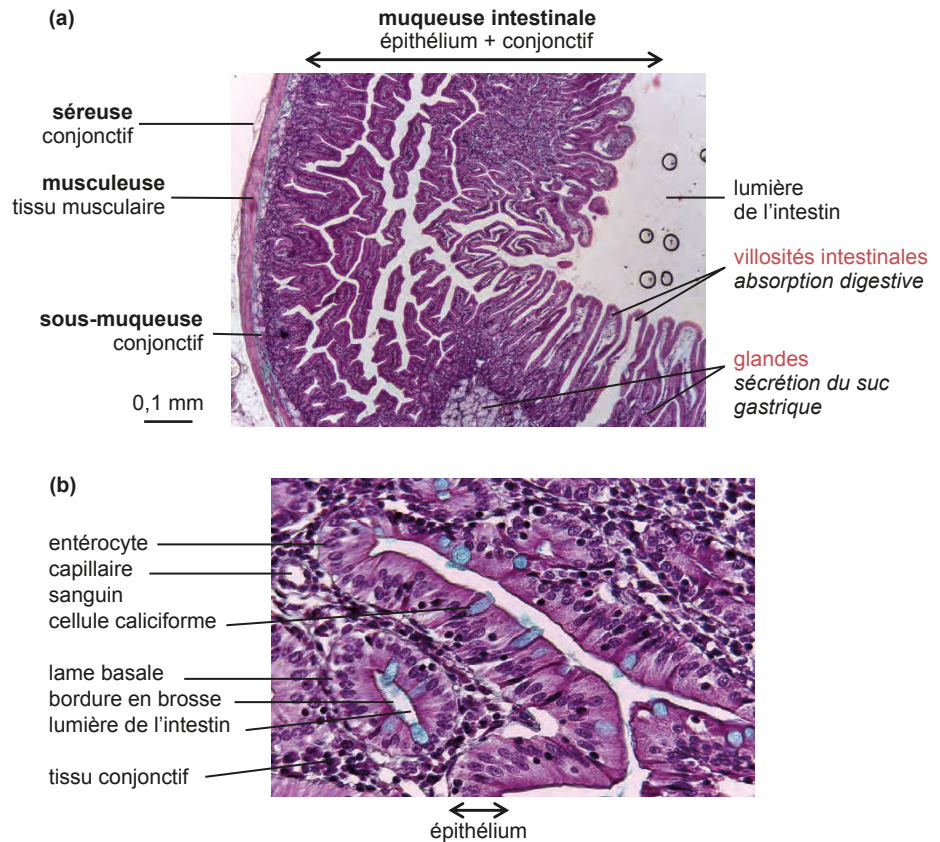 (a)
muqueuse intestinale
épithélium + conjonctif
séreuse
conjonctif
musculeuse
tissu musculaire
sous-muqueuse
conjonctif
0,1 mm
lumière
de l'intestin
villosités intestinales
absorption digestive
glandes
sécrétion du suc
gastrique
(b)
entérocyte
capillaire
sanguin
cellule caliciforme
lame basale
bordure en brosse
lumière de l'intestin
tissu conjonctif
épithélium